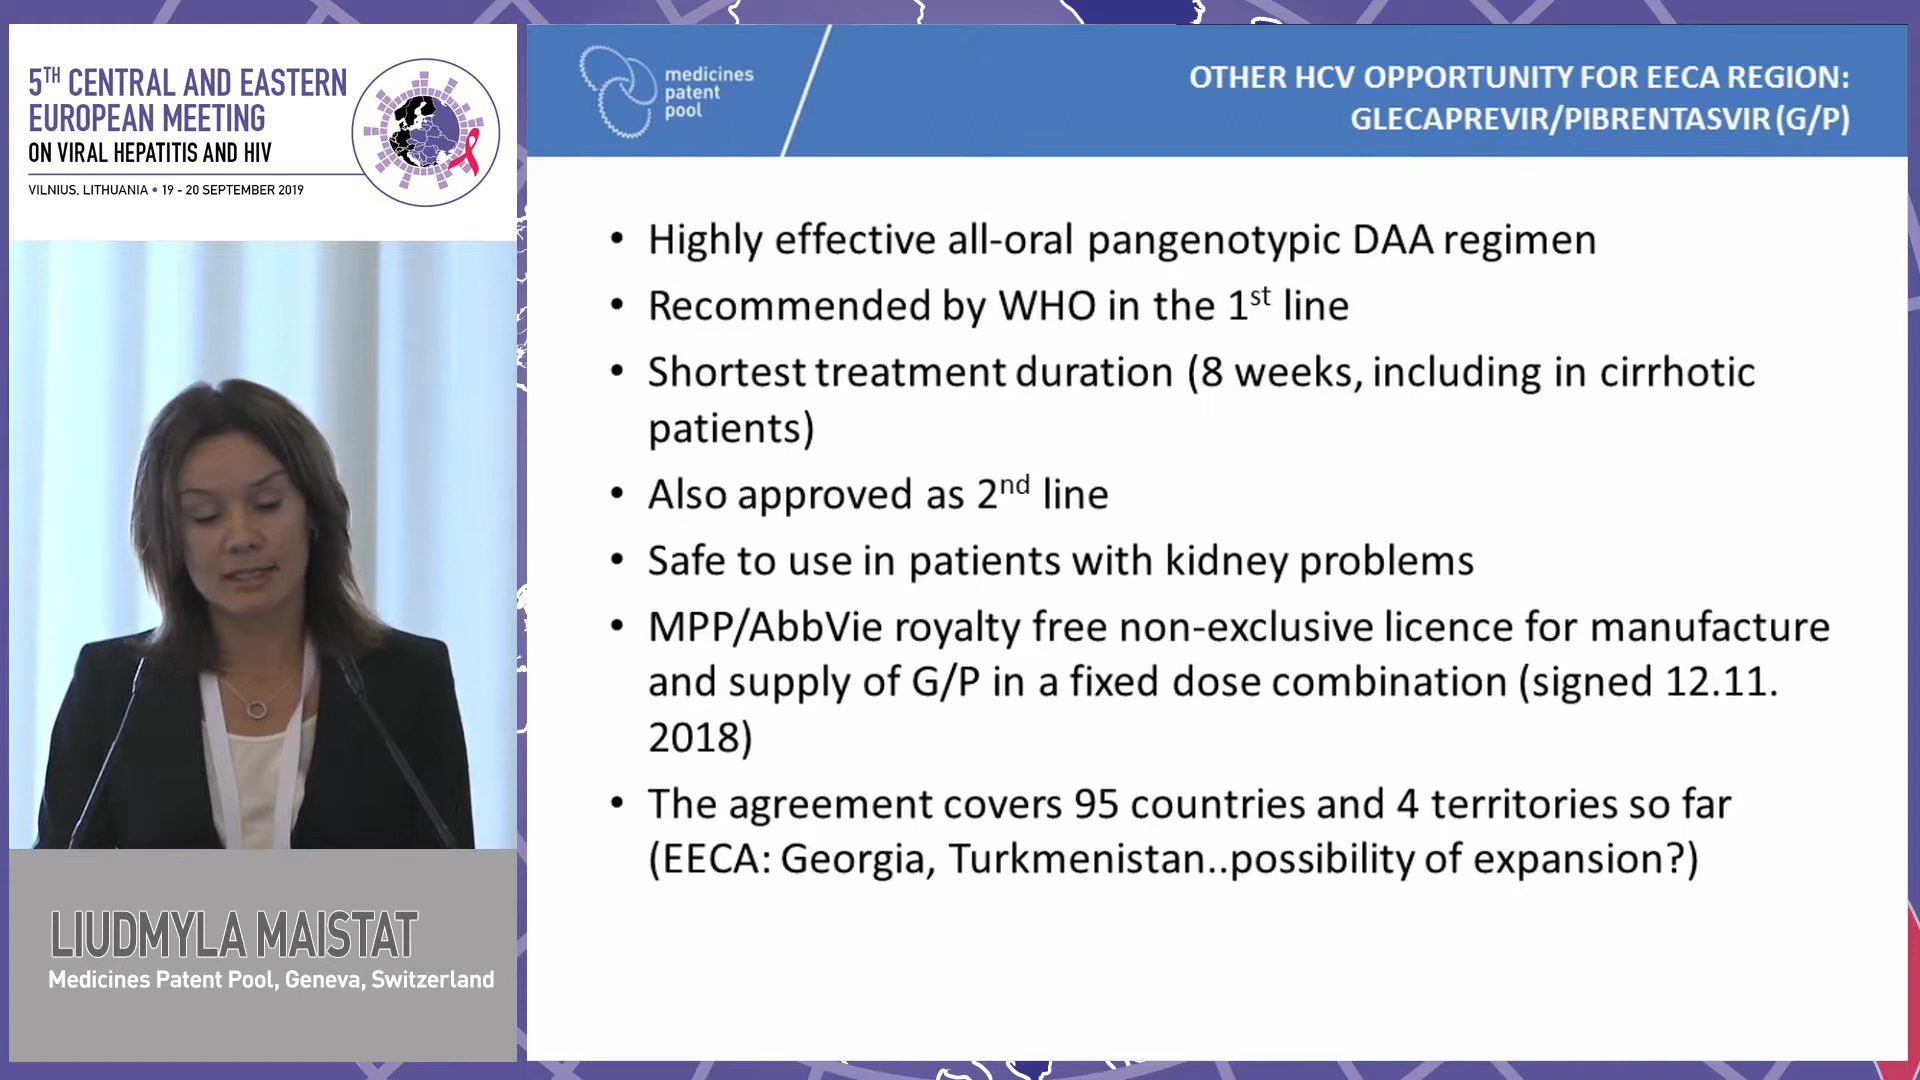 5TH CENTRAL AND EASTERN
EUROPEAN MEETING
ON VIRAL HEPATITIS AND HIV
VILNIUS, LITHUANIA • 19 - 20 SEPTEMBER 2019
LIUDMYLA MAISTAT
Medicines Patent Pool, Geneva, Switzerland
medicines
patent
pool
OTHER HCV OPPORTUNITY FOR EECA REGION:
GLECAPREVIR/PIBRENTASVIR (G/P)
• Highly effective all-oral pangenotypic DAA regimen
• Recommended by WHO in the 1st line
• Shortest treatment duration (8 weeks, including in cirrhotic
patients)
• Also approved as 2nd line
• Safe to use in patients with kidney problems
• MPP/AbbVie royalty free non-exclusive licence for manufacture
and supply of G/P in a fixed dose combination (signed 12.11.
2018)
• The agreement covers 95 countries and 4 territories so far
(EECA: Georgia, Turkmenistan..possibility of expansion?)